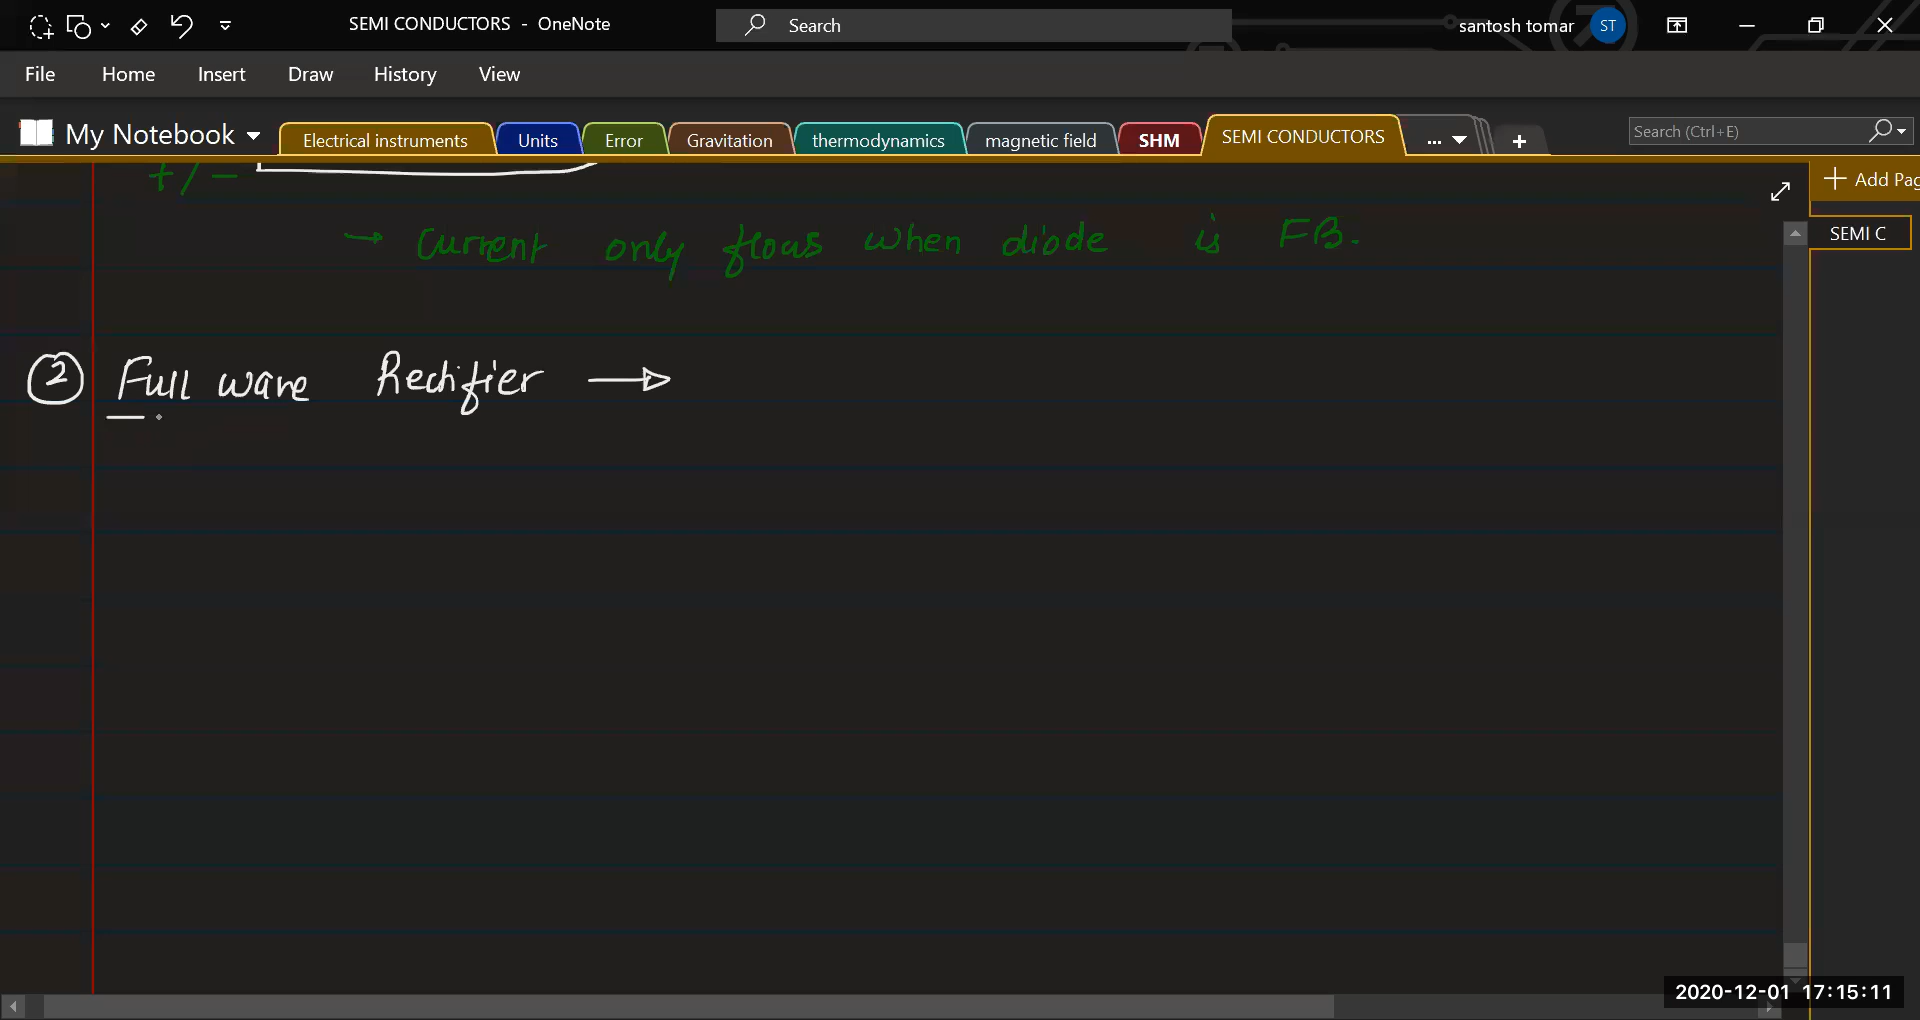 SEMI CONDUCTORS - OneNote
Search
santosh tomar ST
File Home Insert Draw History View
My Notebook
Electrical instruments Units Error Gravitation thermodynamics magnetic field SHM SEMI CONDUCTORS ... +
Search (Ctrl+E)
+ Add Pag
SEMI C
+/-
→ Current only flows when diode is FB.
② Full wave Rectifier →
2020-12-01 17:15:11